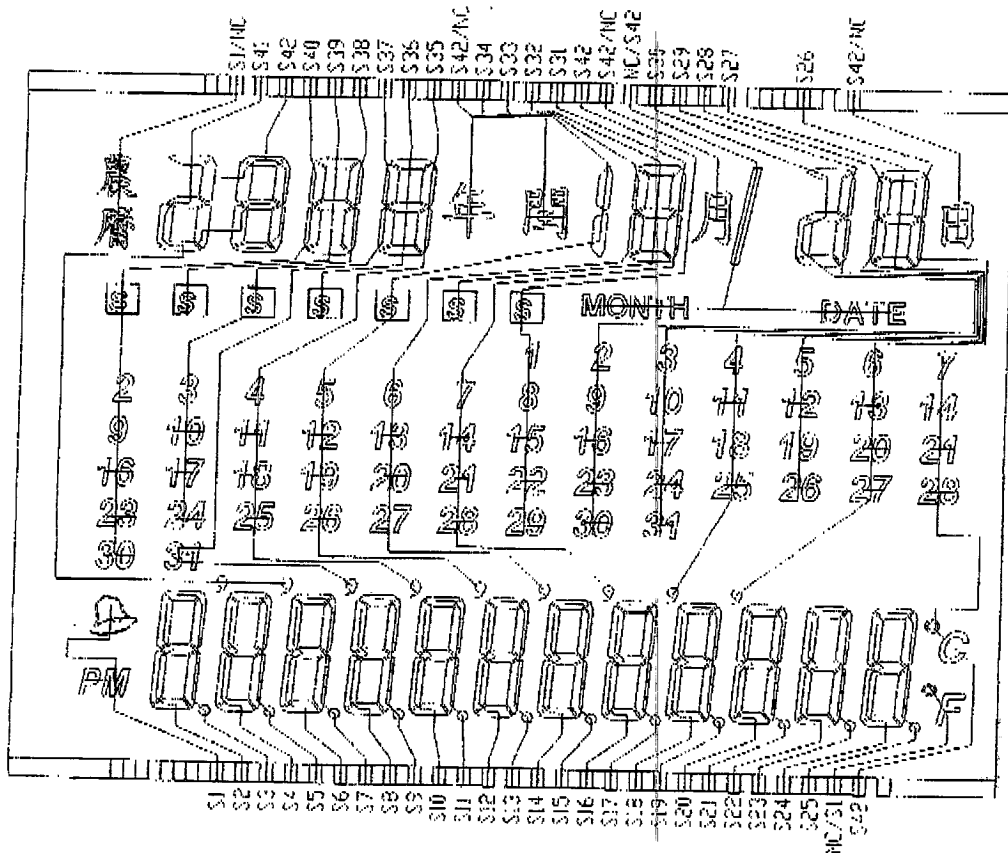 S1/NC S41 S42 S40 S39 S38 S37 S36 S35 S42/NC S34 S33 S32 S31 S42 S42/NC NC/S42 S30 S29 S28 S27 S26 S42/NC
農曆 年 月 日
S S S S S S S MONTH DATE
1 2 3 4 5 6 7
2 3 4 5 6 7 8 9 10 11 12 13 14
9 10 11 12 13 14 15 16 17 18 19 20 21
16 17 18 19 20 21 22 23 24 25 26 27 28
23 24 25 26 27 28 29 30 31
30 31
C
PM F
S1 S2 S3 S4 S5 S6 S7 S8 S9 S10 S11 S12 S13 S14 S15 S16 S17 S18 S19 S20 S21 S22 S23 S24 S25 NC/S1 S42